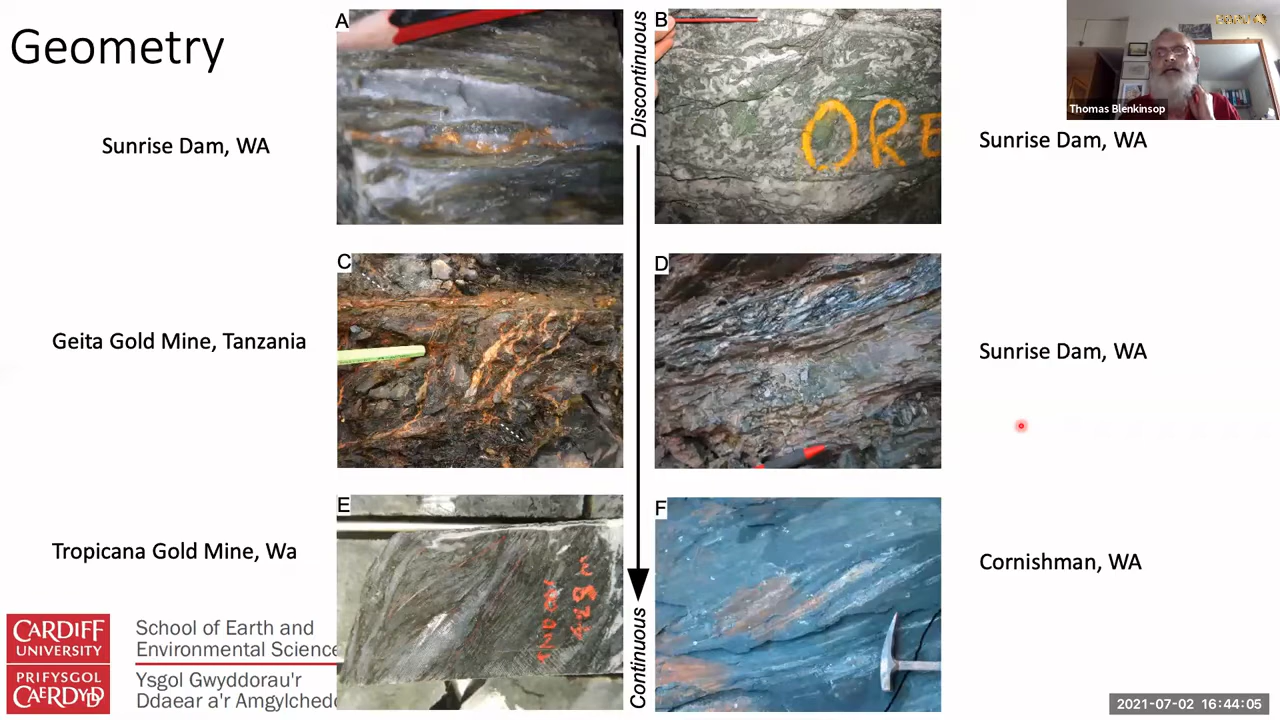 Geometry
A
B
Discontinuous
Thomas Blenkinsop
Sunrise Dam, WA
ORE
Sunrise Dam, WA
C
D
Geita Gold Mine, Tanzania
Sunrise Dam, WA
E
F
Tropicana Gold Mine, Wa
Cornishman, WA
CARDIFF
UNIVERSITY
PRIFYSGOL
CAERDYDD
School of Earth and
Environmental Science
Ysgol Gwyddorau'r
Ddaear a'r Amgylched
Continuous
2021-07-02 16:44:05